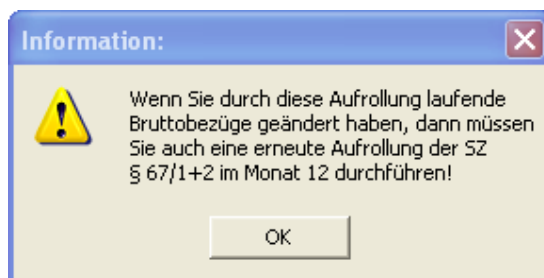 Information:
Wenn Sie durch diese Aufrollung laufende
Bruttobezüge geändert haben, dann müssen
Sie auch eine erneute Aufrollung der SZ
§ 67/1+2 im Monat 12 durchführen!
OK